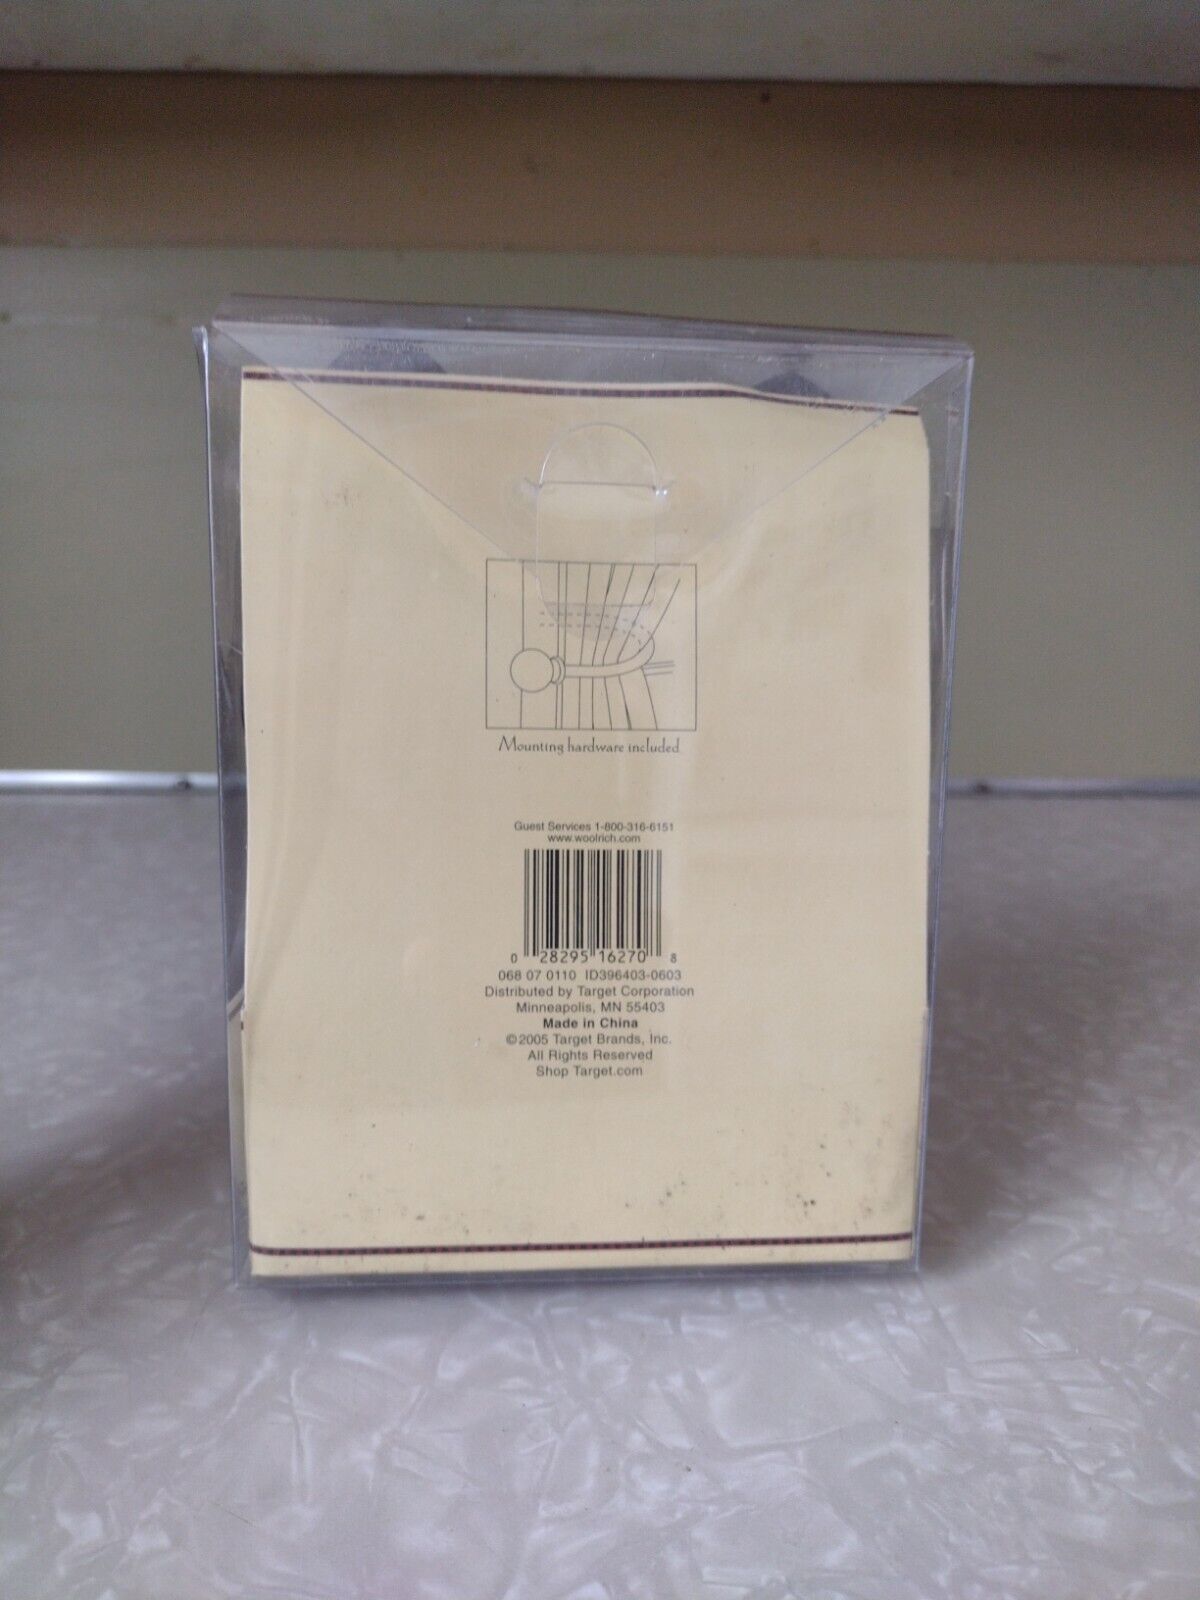 Mounting hardware included.
Guest Services 1-800-316-6151
www.woolrich.com
0 28295 16270 8
068 07 0110 ID396403-0603
Distributed by Target Corporation
Minneapolis, MN 55403
Made in China
©2005 Target Brands, Inc.
All Rights Reserved
Shop Target.com